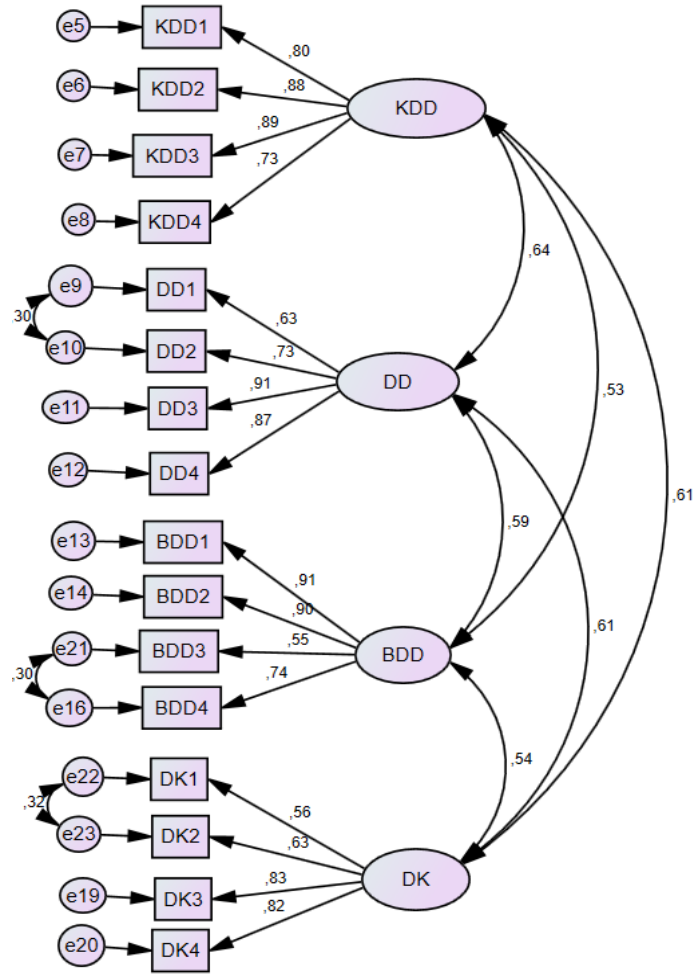 e5 KDD1
,80
e6 KDD2 ,88 KDD
,89
e7 KDD3
,73
e8 KDD4
,64
e9 DD1
,30 ,63
e10 DD2 ,73
DD
,91 ,53
e11 DD3
,87
e12 DD4
,61
,59
e13 BDD1
,91
e14 BDD2
,90
,61
e21 BDD3 ,55 BDD
,30 ,74
e16 BDD4
,54
e22 DK1
,32 ,56
e23 DK2 ,63
,83 DK
e19 DK3
,82
e20 DK4